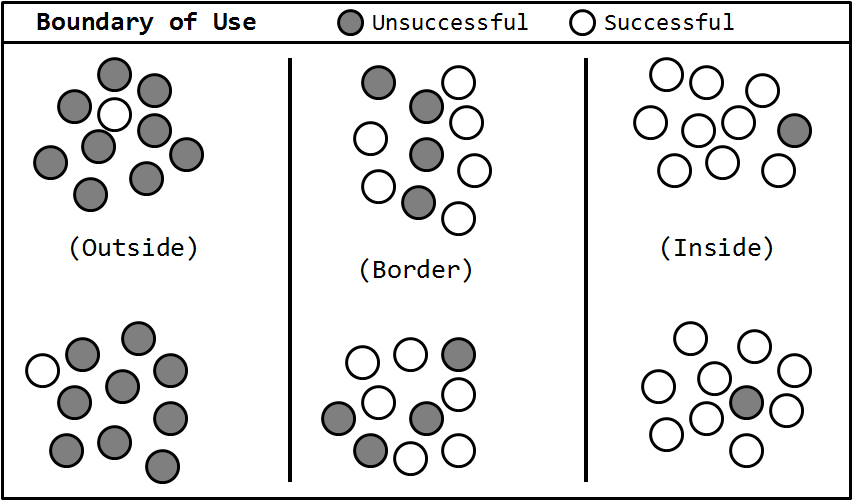 Boundary of Use Unsuccessful Successful
(Outside)
(Border)
(Inside)